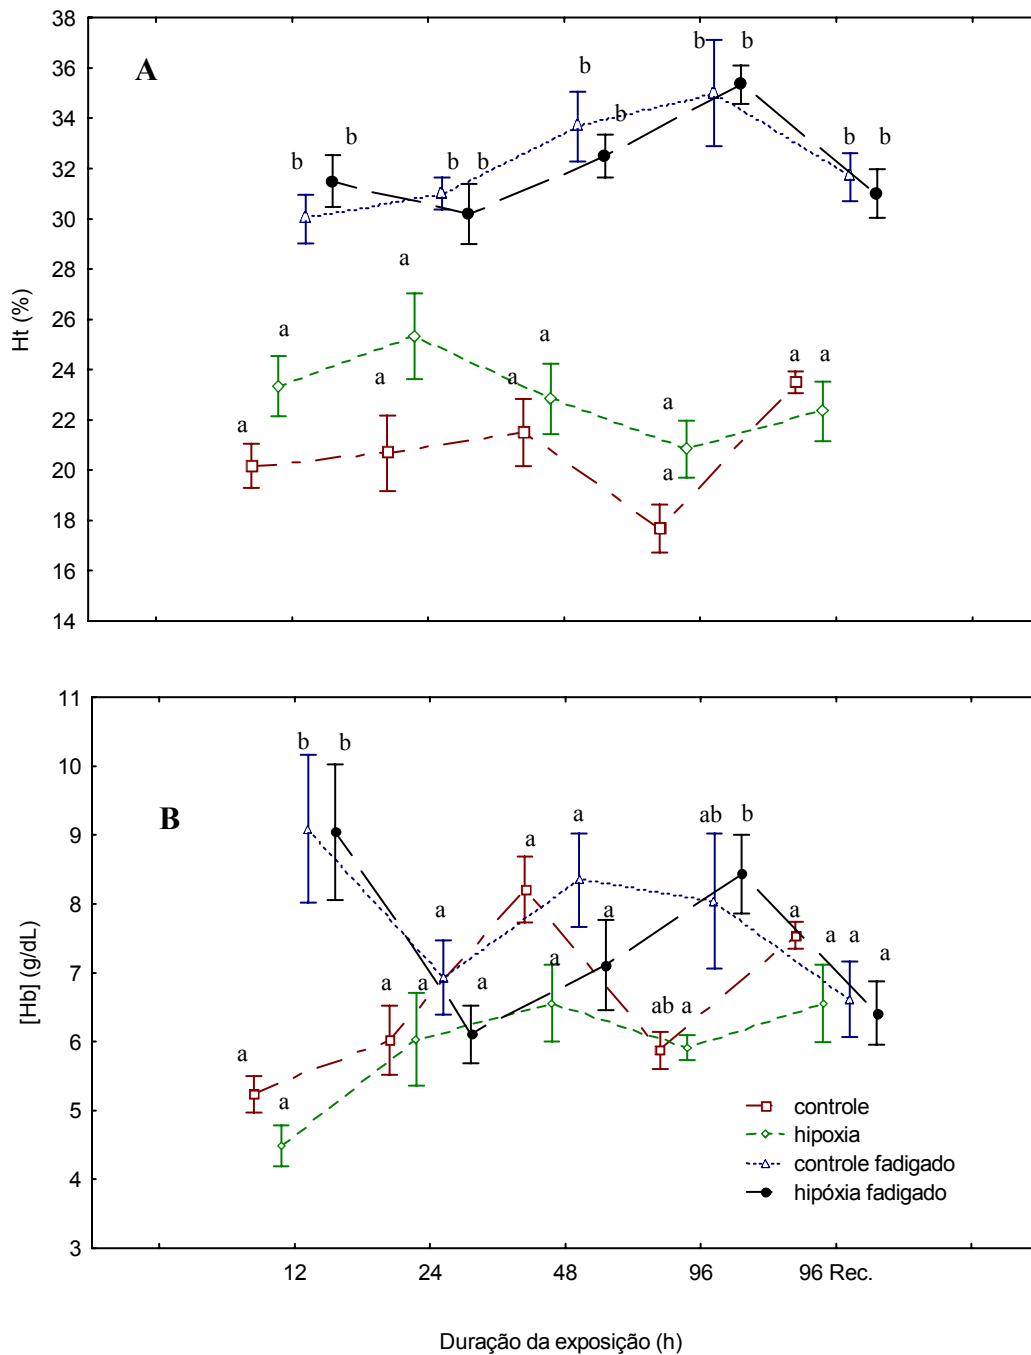 38
36
34
32
30
28
26
24
22
20
18
16
14
Ht (%)
A
b b
b b b b
b b b b
a a
a a
a a
a a
a a
11
10
9
8
7
6
5
4
3
[Hb] (g/dL)
B
b b
a a
a a a a
a a a a
ab b
ab a
a a a a
controle
hipoxia
controle fadigado
hipóxia fadigado
12 24 48 96 96 Rec.
Duração da exposição (h)